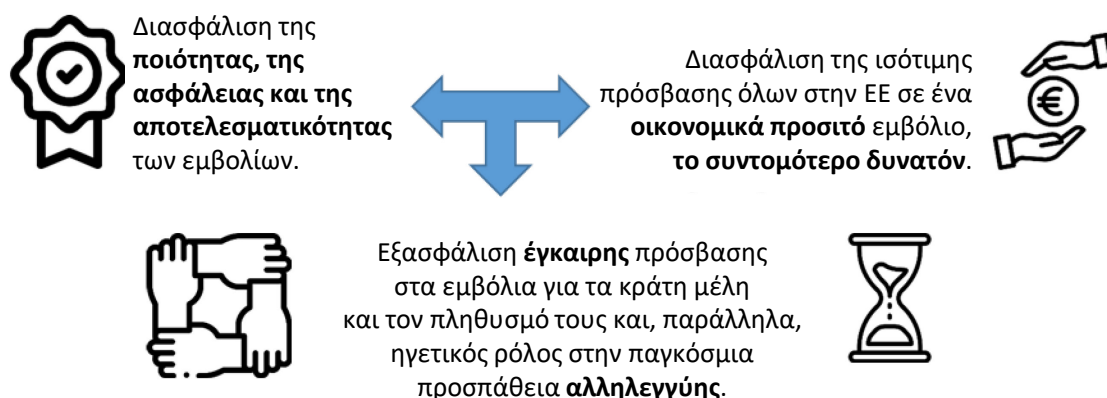 Διασφάλιση της
ποιότητας, της
ασφάλειας και της
αποτελεσματικότητας
των εμβολίων.
Διασφάλιση της ισότιμης
πρόσβασης όλων στην ΕΕ σε ένα
οικονομικά προσιτό εμβόλιο,
το συντομότερο δυνατόν.
€
Εξασφάλιση έγκαιρης πρόσβασης
στα εμβόλια για τα κράτη μέλη
και τον πληθυσμό τους και, παράλληλα,
ηγετικός ρόλος στην παγκόσμια
προσπάθεια αλληλεγγύης.